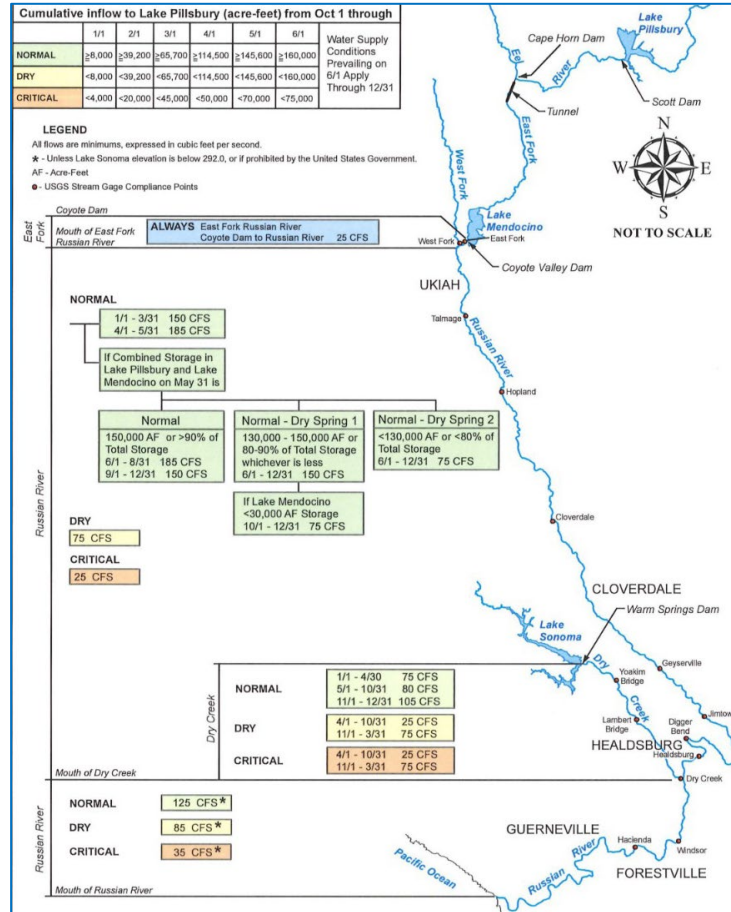 Cumulative inflow to Lake Pillsbury (acre-feet) from Oct 1 through
1/1 2/1 3/1 4/1 5/1 6/1
Water Supply
Conditions
Prevailing on
6/1 Apply
Through 12/31
NORMAL ≥8,000 ≥39,200 ≥65,700 ≥114,500 ≥145,600 ≥160,000
DRY <8,000 <39,200 <65,700 <114,500 <145,600 <160,000
CRITICAL <4,000 <20,000 <45,000 <50,000 <70,000 <75,000
LEGEND
All flows are minimums, expressed in cubic feet per second.
* - Unless Lake Sonoma elevation is below 292.0, or if prohibited by the United States Government.
AF - Acre-Feet
- USGS Stream Gage Compliance Points
Lake
Pillsbury
Cape Horn Dam
Eel
River
Scott Dam
Tunnel
East Fork
West Fork
N
W E
S
NOT TO SCALE
Coyote Dam
East
Fork
Mouth of East Fork
Russian River
ALWAYS East Fork Russian River
Coyote Dam to Russian River 25 CFS
Lake
Mendocino
West Fork
East Fork
Coyote Valley Dam
UKIAH
Talmage
Russian River
Hopland
Cloverdale
NORMAL
1/1 - 3/31 150 CFS
4/1 - 5/31 185 CFS
If Combined Storage in
Lake Pillsbury and Lake
Mendocino on May 31 is
Normal
150,000 AF or >90% of
Total Storage
6/1 - 8/31 185 CFS
9/1 - 12/31 150 CFS
Normal - Dry Spring 1
130,000 - 150,000 AF or
80-90% of Total Storage
whichever is less
6/1 - 12/31 150 CFS
If Lake Mendocino
<30,000 AF Storage
10/1 - 12/31 75 CFS
Normal - Dry Spring 2
<130,000 AF or <80% of
Total Storage
6/1 - 12/31 75 CFS
Russian River
DRY
75 CFS
CRITICAL
25 CFS
CLOVERDALE
Warm Springs Dam
Lake
Sonoma
Dry
Creek
Yoakim
Bridge
Geyserville
Lambert
Bridge
Digger
Bend
Jimtow
HEALDSBURG
Healdsburg
Dry Creek
Dry Creek
NORMAL
1/1 - 4/30 75 CFS
5/1 - 10/31 80 CFS
11/1 - 12/31 105 CFS
DRY
4/1 - 10/31 25 CFS
11/1 - 3/31 75 CFS
CRITICAL
4/1 - 10/31 25 CFS
11/1 - 3/31 75 CFS
Mouth of Dry Creek
Russian River
NORMAL 125 CFS*
DRY 85 CFS*
CRITICAL 35 CFS*
Mouth of Russian River
GUERNEVILLE
Hacienda
Windsor
FORESTVILLE
Pacific Ocean
Russian
River